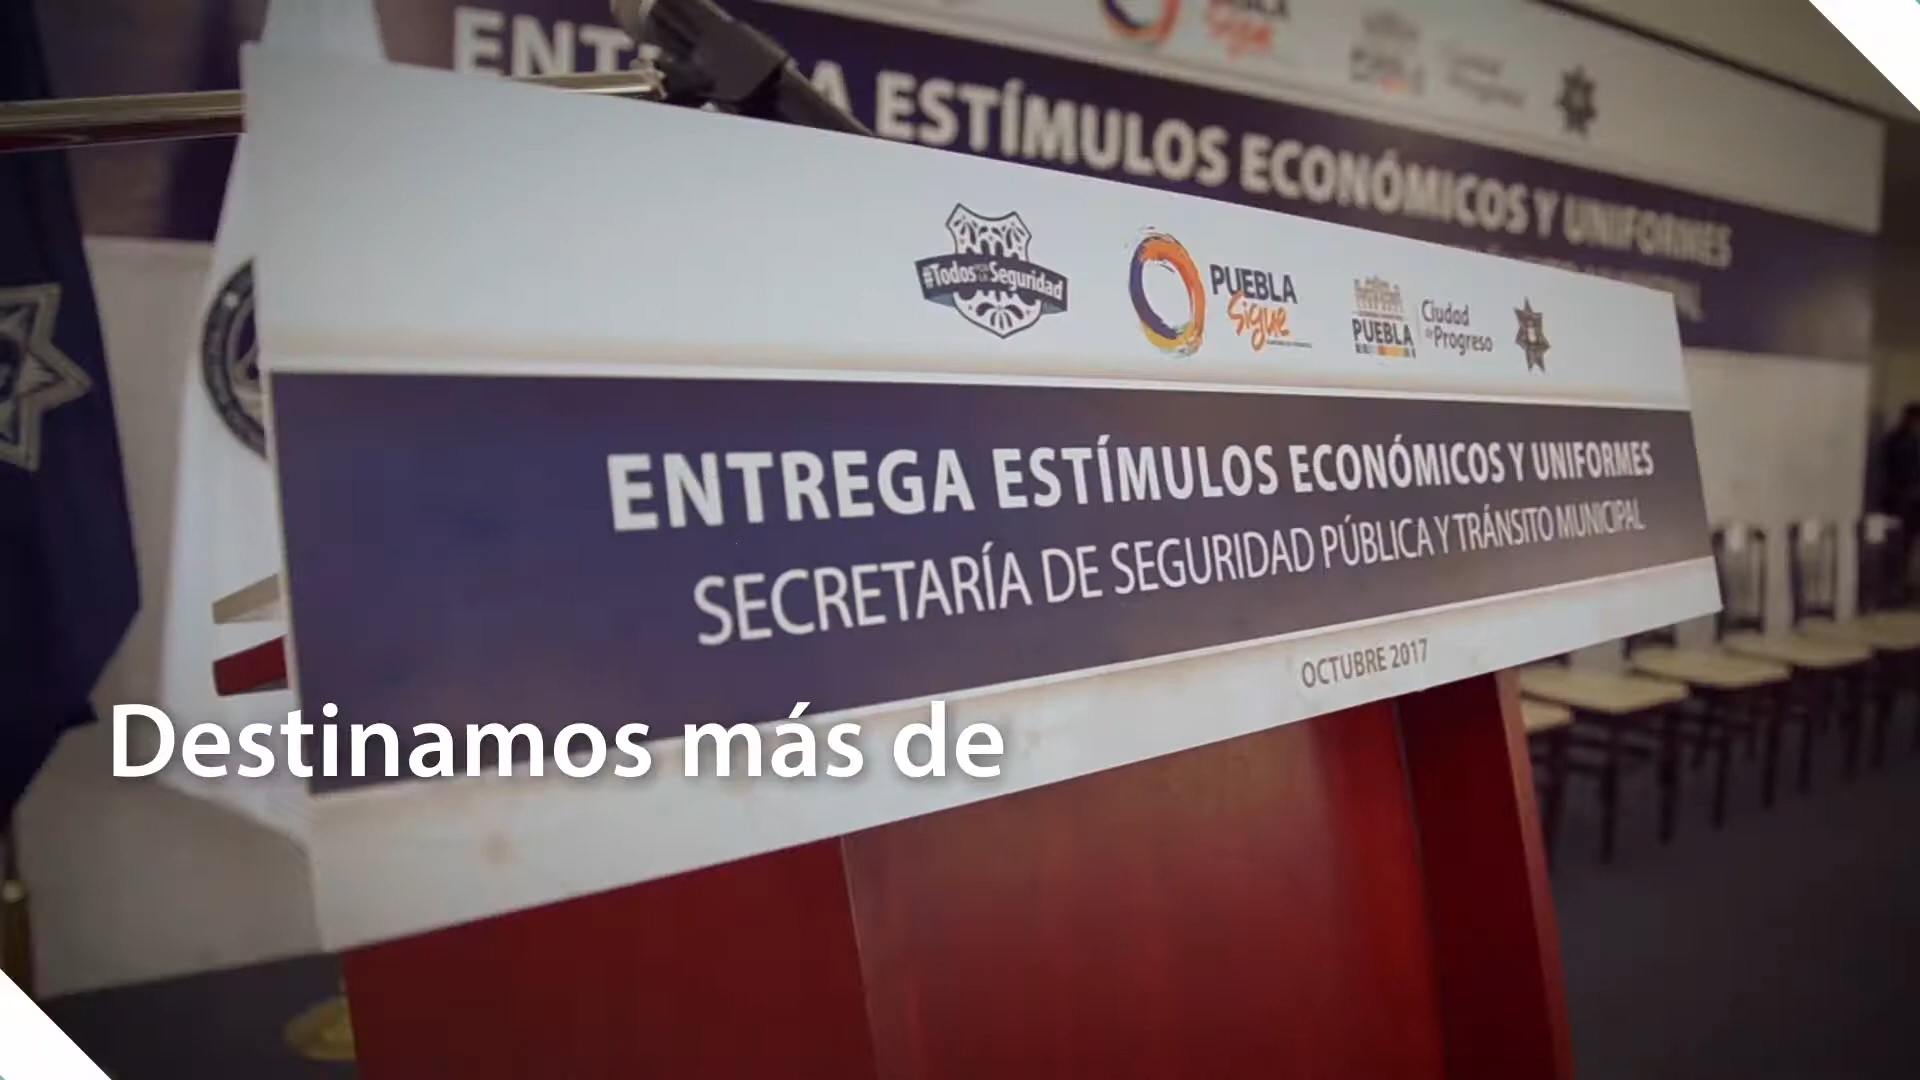 ESTÍMULOS ECONÓMICOS Y UNIFORMES
#Todos Seguridad
PUEBLA
Sigue
PUEBLA
Ciudad
de Progreso
ENTREGA ESTÍMULOS ECONÓMICOS Y UNIFORMES
SECRETARÍA DE SEGURIDAD PÚBLICA Y TRÁNSITO MUNICIPAL
OCTUBRE 2017
Destinamos más de